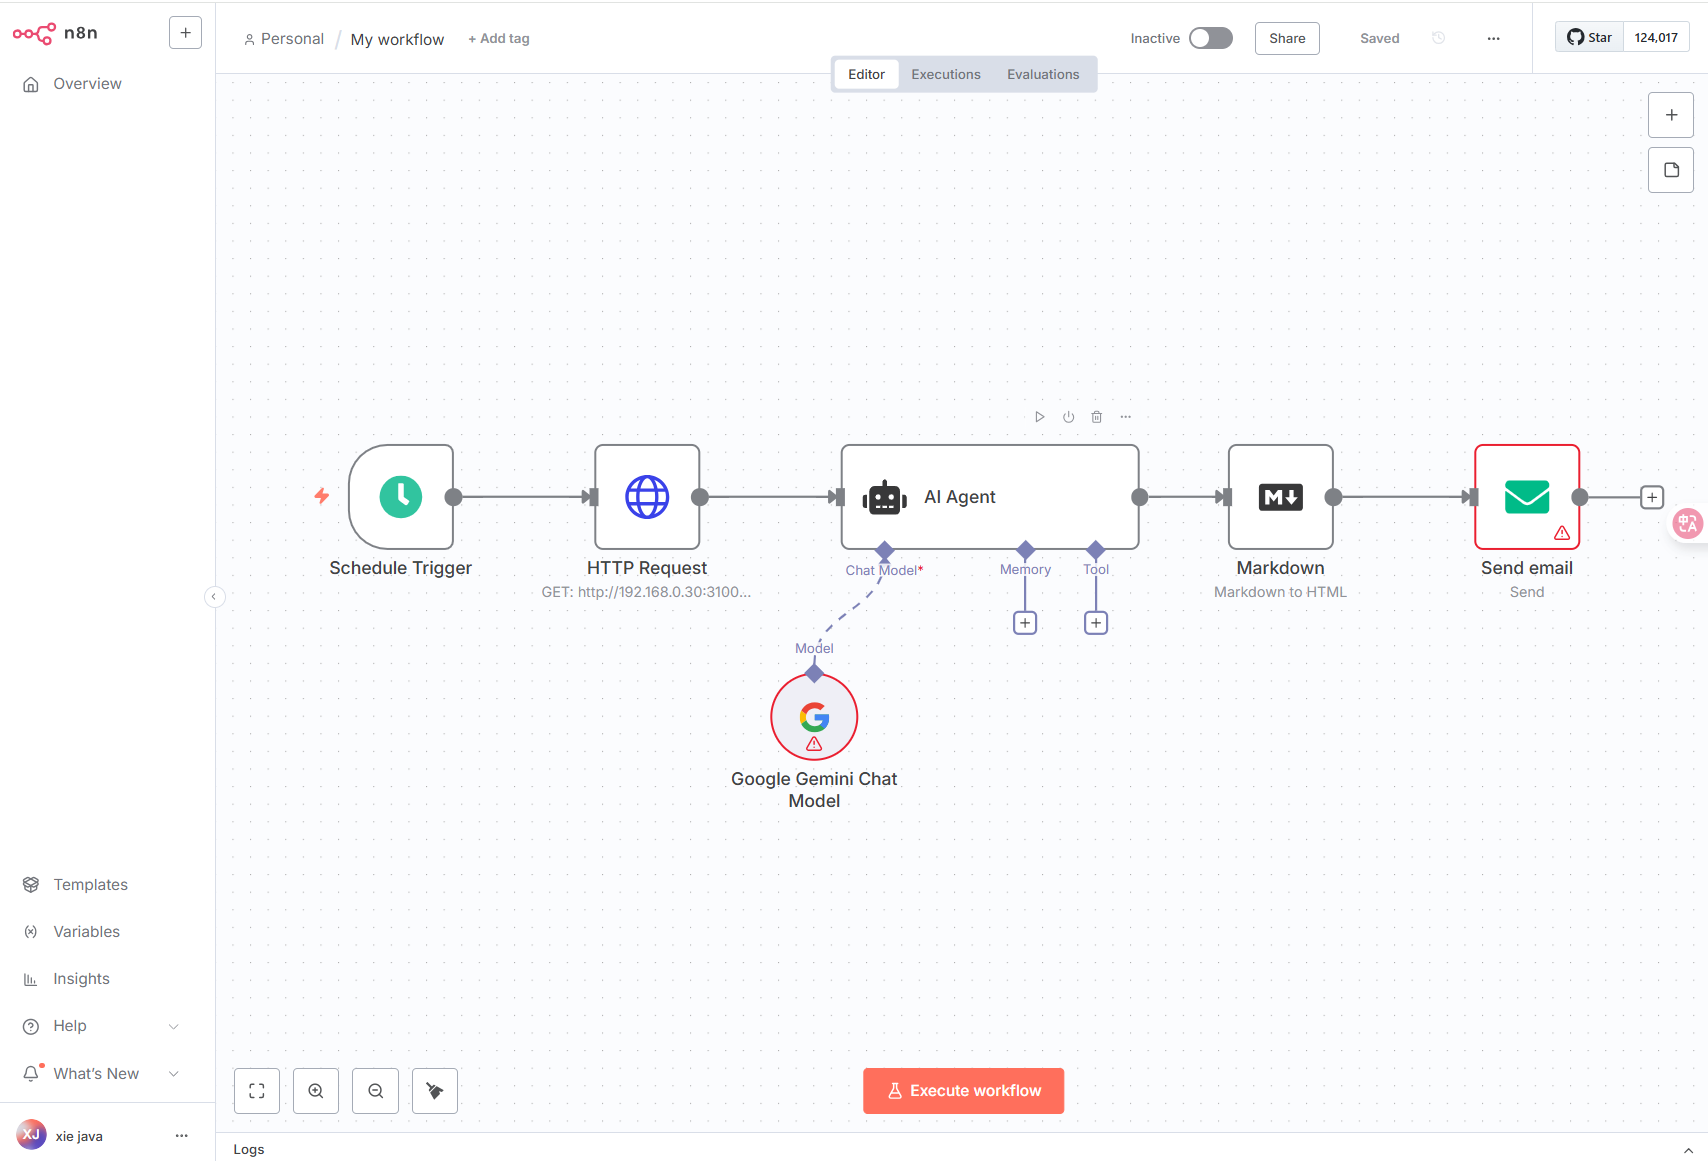 n8n
Personal / My workflow + Add tag
Inactive
Share
Saved
Star 124,017
Editor Executions Evaluations
Overview
AI Agent
Schedule Trigger
HTTP Request
GET: http://192.168.0.30:3100...
Chat Model*
Memory
Tool
Markdown
Markdown to HTML
Send email
Send
Model
Google Gemini Chat
Model
中A
Templates
Variables
Insights
Help
What's New
Execute workflow
XJ xie java
Logs